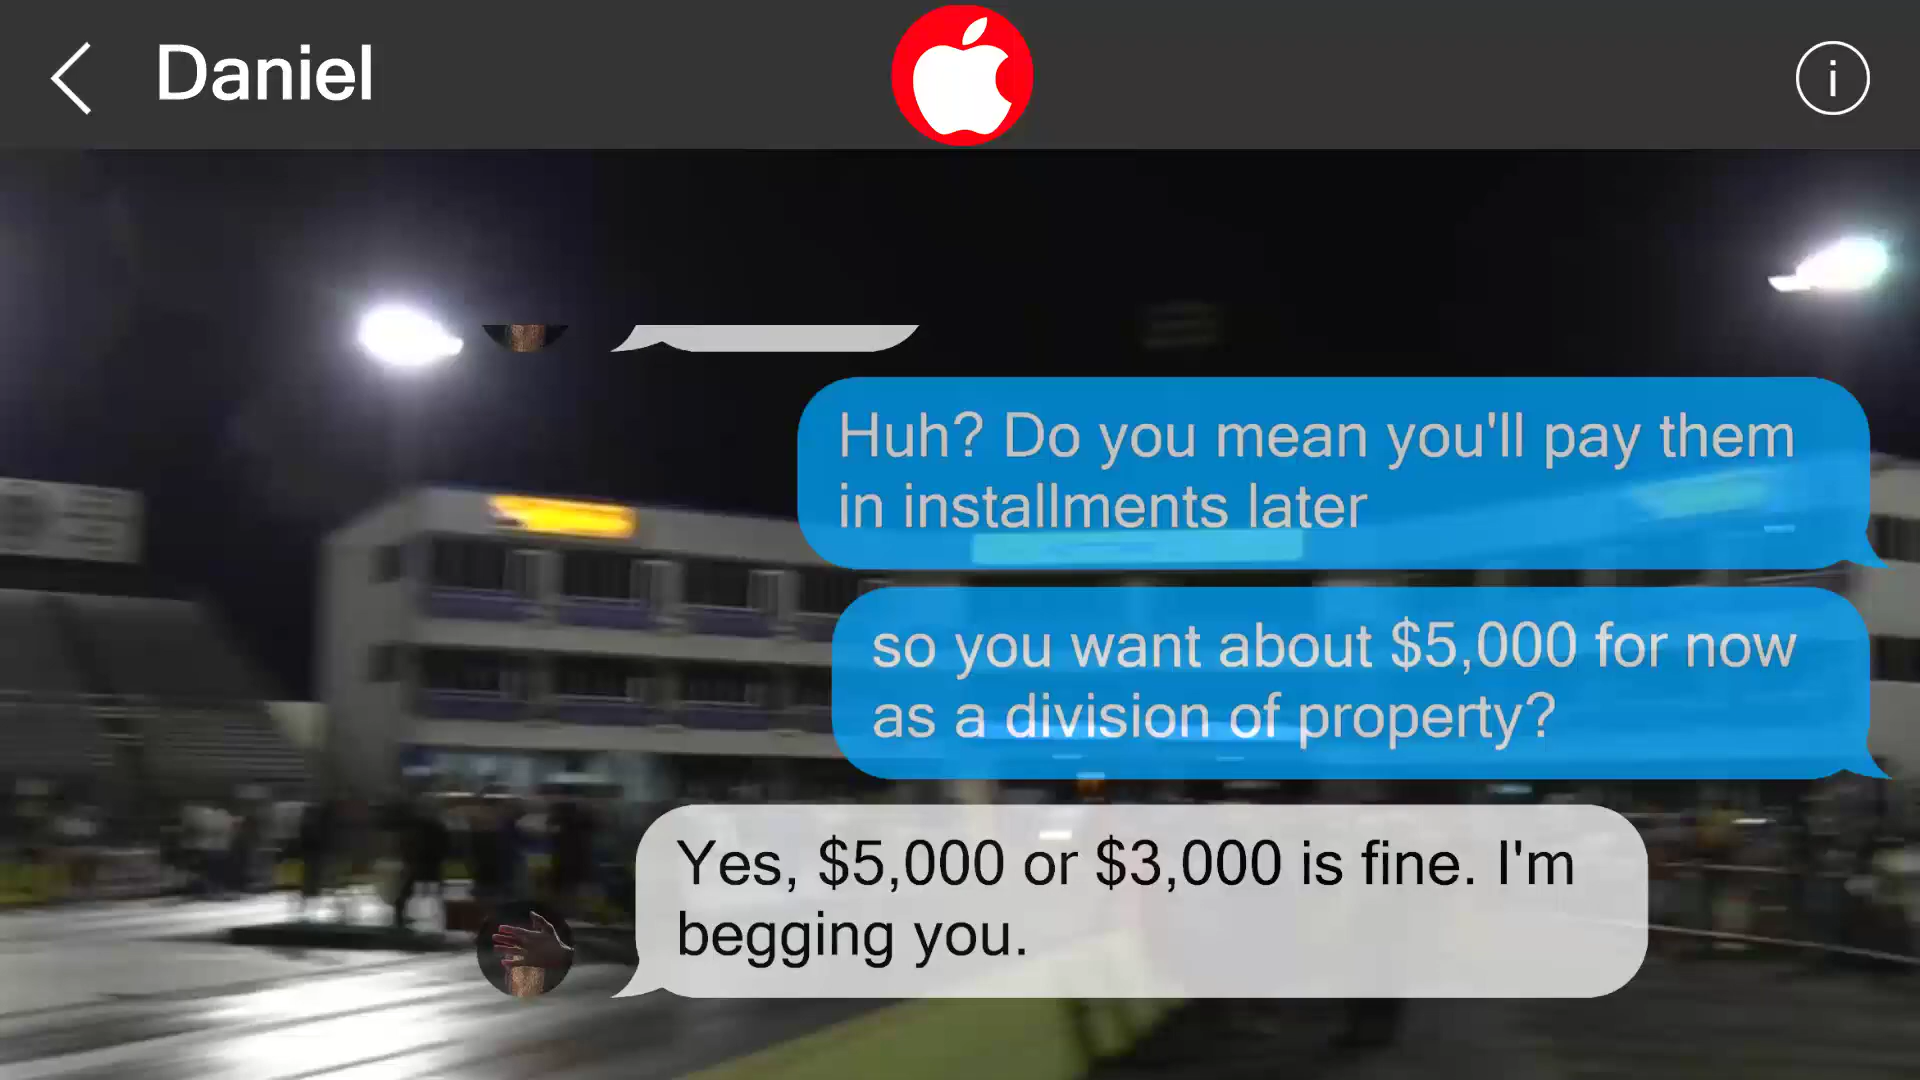 Daniel
Huh? Do you mean you'll pay them
in installments later
so you want about $5,000 for now
as a division of property?
Yes, $5,000 or $3,000 is fine. I'm
begging you.